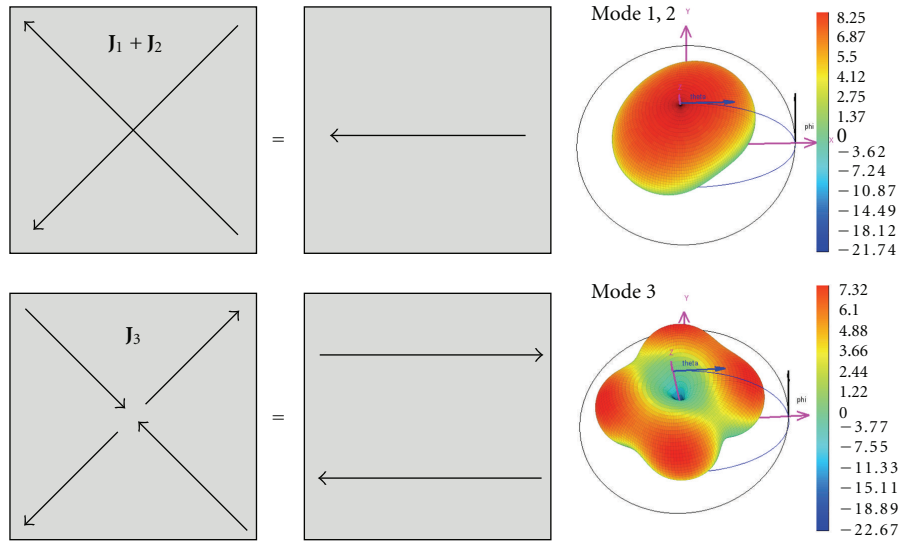 J₁ + J₂
=
Mode 1, 2
Y
theta
phi
X
8.25
6.87
5.5
4.12
2.75
1.37
0
−3.62
−7.24
−10.87
−14.49
−18.12
−21.74
J₃
=
Mode 3
Y
Z
theta
phi
7.32
6.1
4.88
3.66
2.44
1.22
0
−3.77
−7.55
−11.33
−15.11
−18.89
−22.67